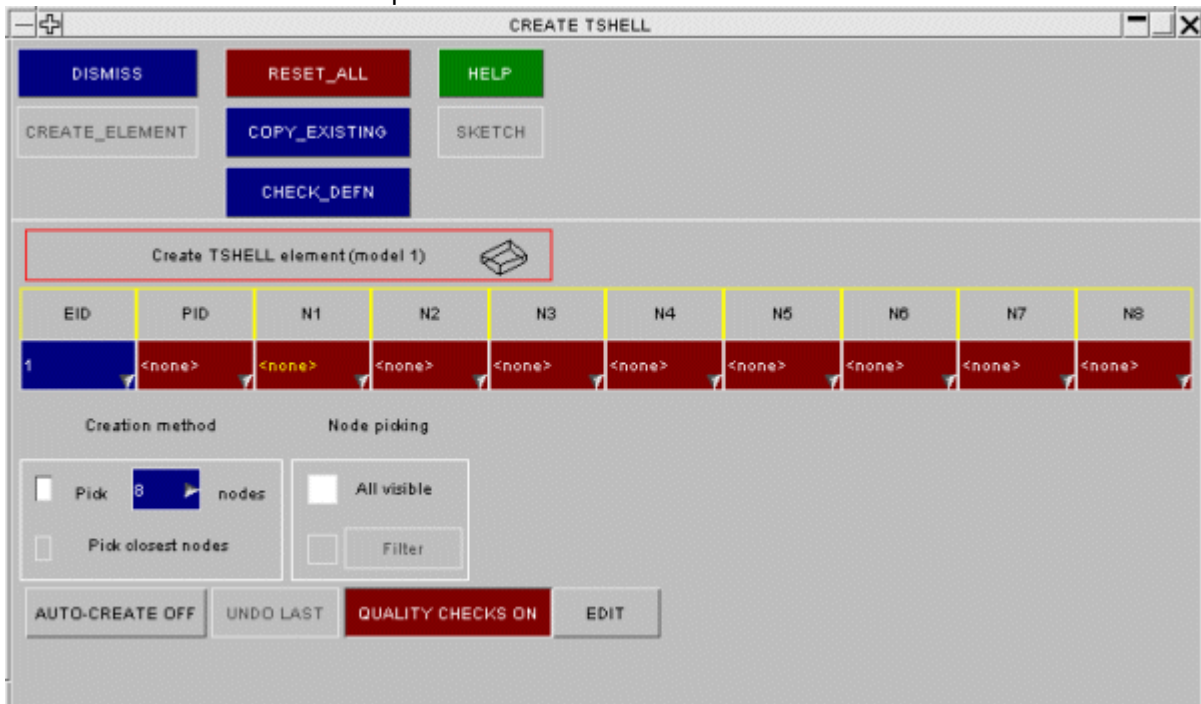 CREATE TSHELL
DISMISS RESET_ALL HELP
CREATE_ELEMENT COPY_EXISTING SKETCH
CHECK_DEFN
Create TSHELL element (model 1)
EID PID N1 N2 N3 N4 N5 N6 N7 N8
1 <none> <none> <none> <none> <none> <none> <none> <none> <none>
Creation method Node picking
Pick 8 nodes All visible
Pick closest nodes Filter
AUTO-CREATE OFF UNDO LAST QUALITY CHECKS ON EDIT